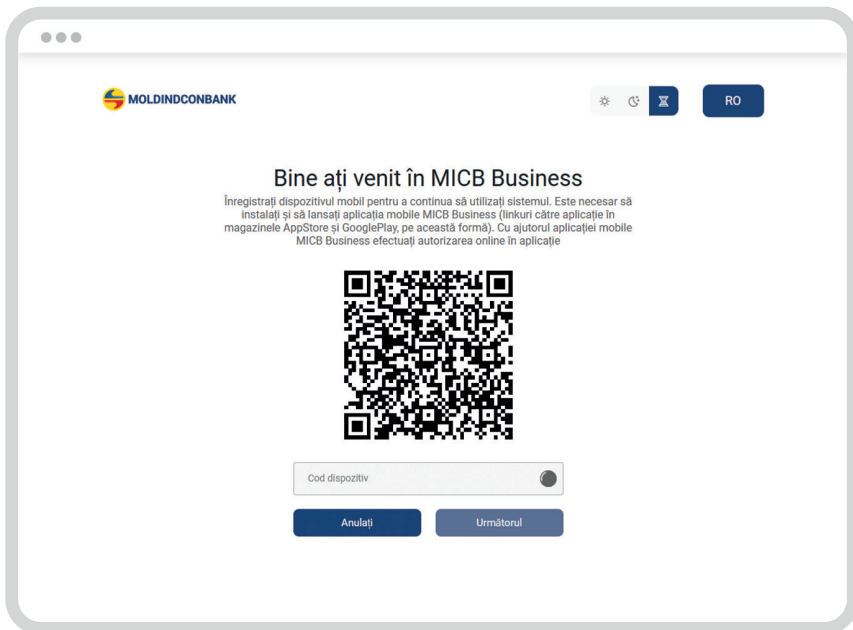 MOLDINDCONBANK
RO
Bine ați venit în MICB Business
Înregistrați dispozitivul mobil pentru a continua să utilizați sistemul. Este necesar să
instalați și să lansați aplicația mobile MICB Business (linkuri către aplicație în
magazinele AppStore și GooglePlay, pe această formă). Cu ajutorul aplicației mobile
MICB Business efectuați autorizarea online în aplicație
Cod dispozitiv
Anulați
Următorul